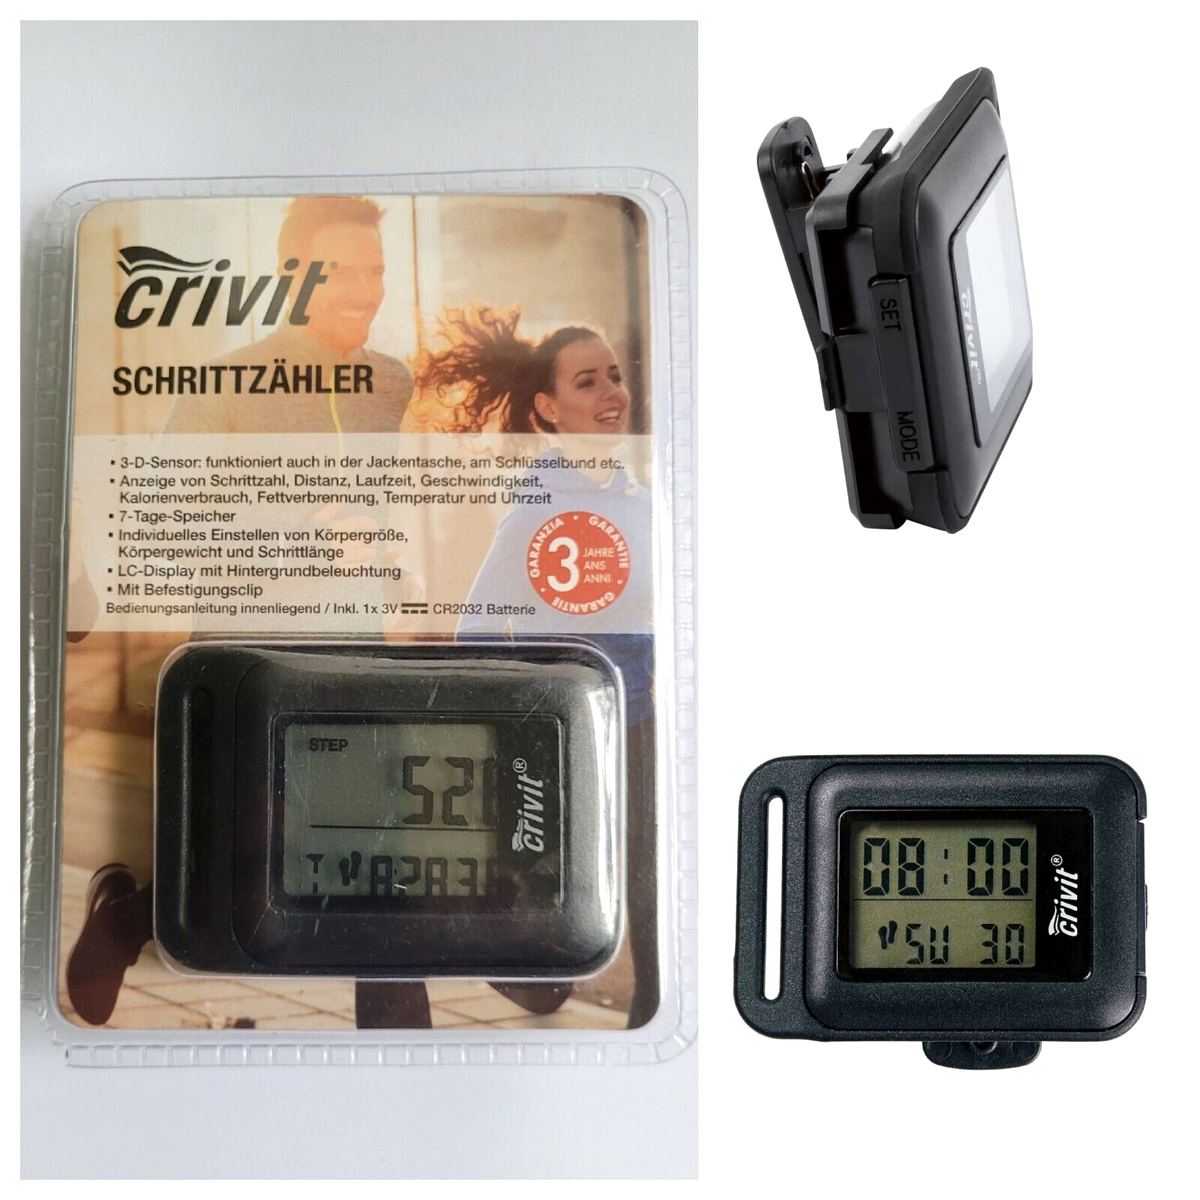 crivit®
SCHRITTZÄHLER
▪ 3-D-Sensor: funktioniert auch in der Jackentasche, am Schlüsselbund etc.
▪ Anzeige von Schrittzahl, Distanz, Laufzeit, Geschwindigkeit,
Kalorienverbrauch, Fettverbrennung, Temperatur und Uhrzeit
▪ 7-Tage-Speicher
▪ Individuelles Einstellen von Körpergröße,
Körpergewicht und Schrittlänge
▪ LC-Display mit Hintergrundbeleuchtung
▪ Mit Befestigungsclip
Bedienungsanleitung innenliegend / Inkl. 1x 3V CR2032 Batterie
GARANZIA • GARANTIE • GARANTIE •
3 JAHRE
ANS
ANNI
STEP
crivit®
SET
MODE
crivit®
08:00
SU 30
crivit®